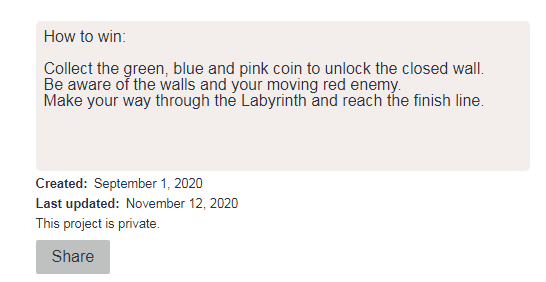 How to win:
Collect the green, blue and pink coin to unlock the closed wall.
Be aware of the walls and your moving red enemy.
Make your way through the Labyrinth and reach the finish line.
Created: September 1, 2020
Last updated: November 12, 2020
This project is private.
Share